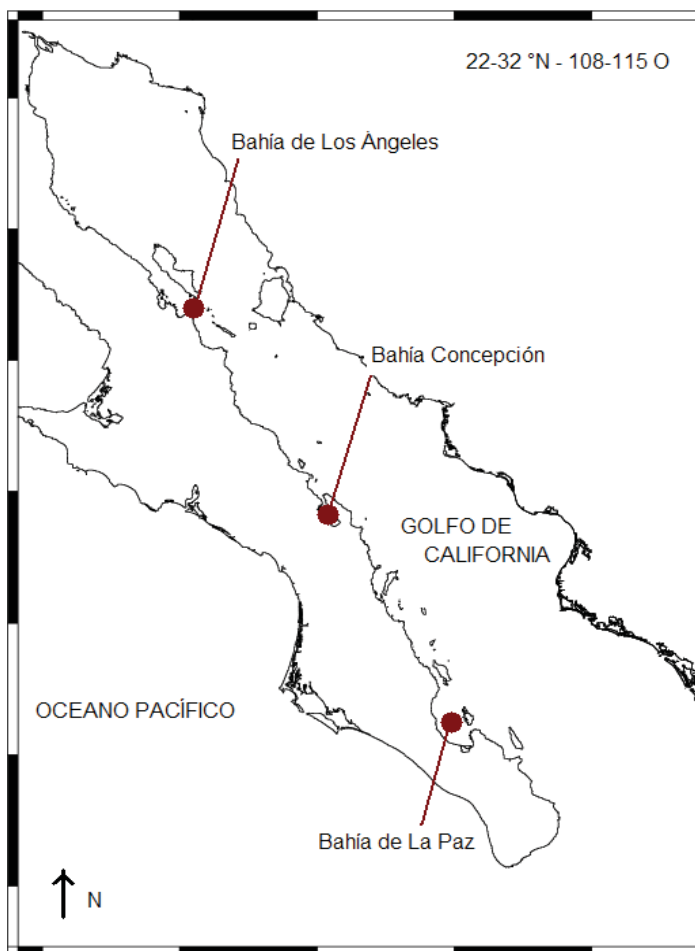 22-32 °N - 108-115 O
Bahía de Los Àngeles
Bahía Concepción
GOLFO DE
CALIFORNIA
OCEANO PACÍFICO
Bahía de La Paz
N